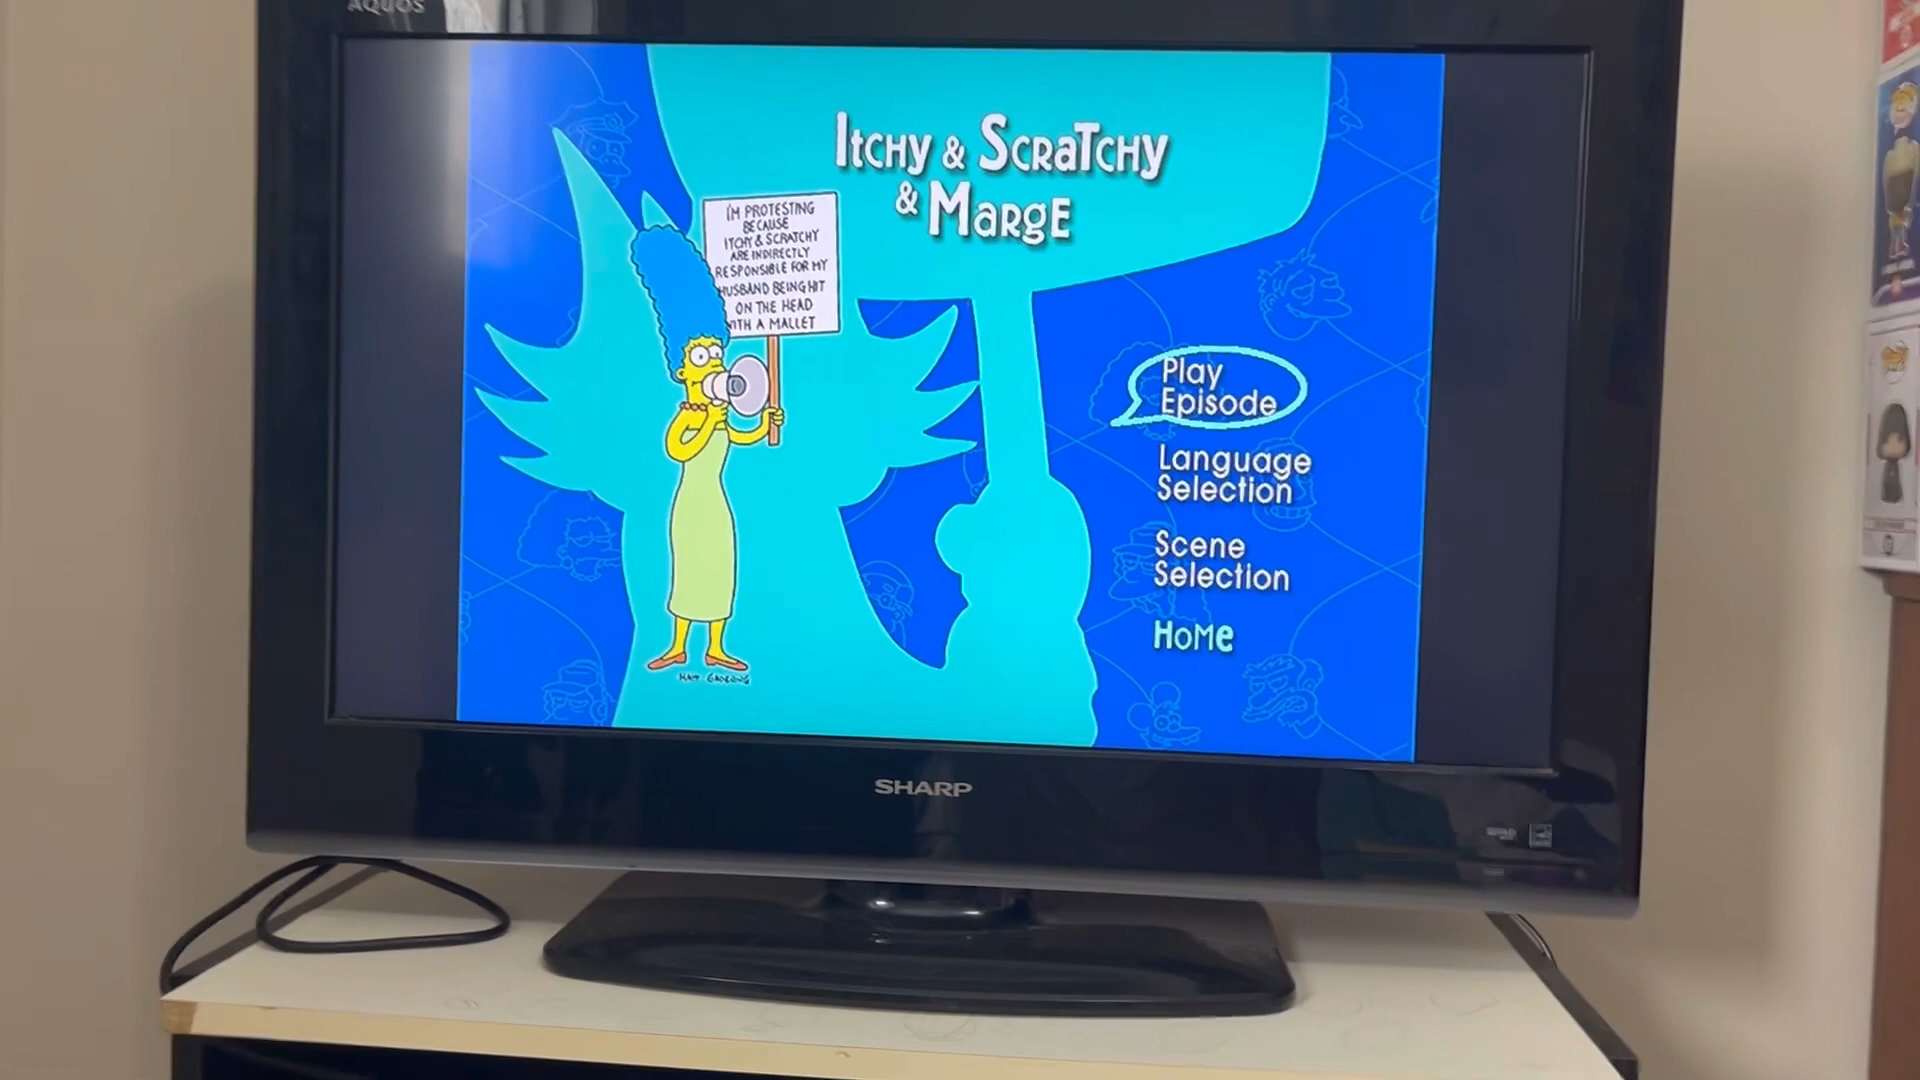 AQUOS
Itchy & Scratchy
& Marge
I'M PROTESTING
BECAUSE
ITCHY & SCRATCHY
ARE INDIRECTLY
RESPONSIBLE FOR MY
HUSBAND BEING HIT
ON THE HEAD
WITH A MALLET
Play
Episode
Language
Selection
Scene
Selection
Home
MATT GROENING
SHARP